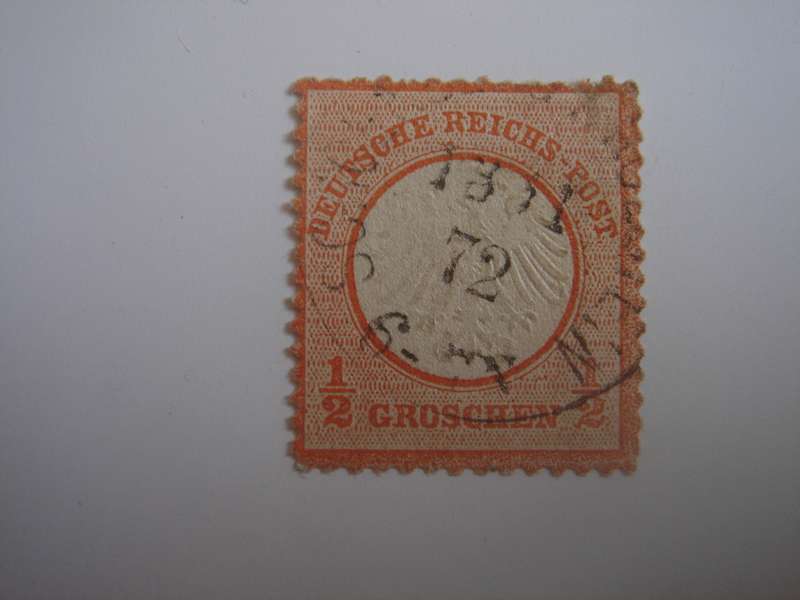 DEUTSCHE REICHS-POST
72
1/2 GROSCHEN 1/2